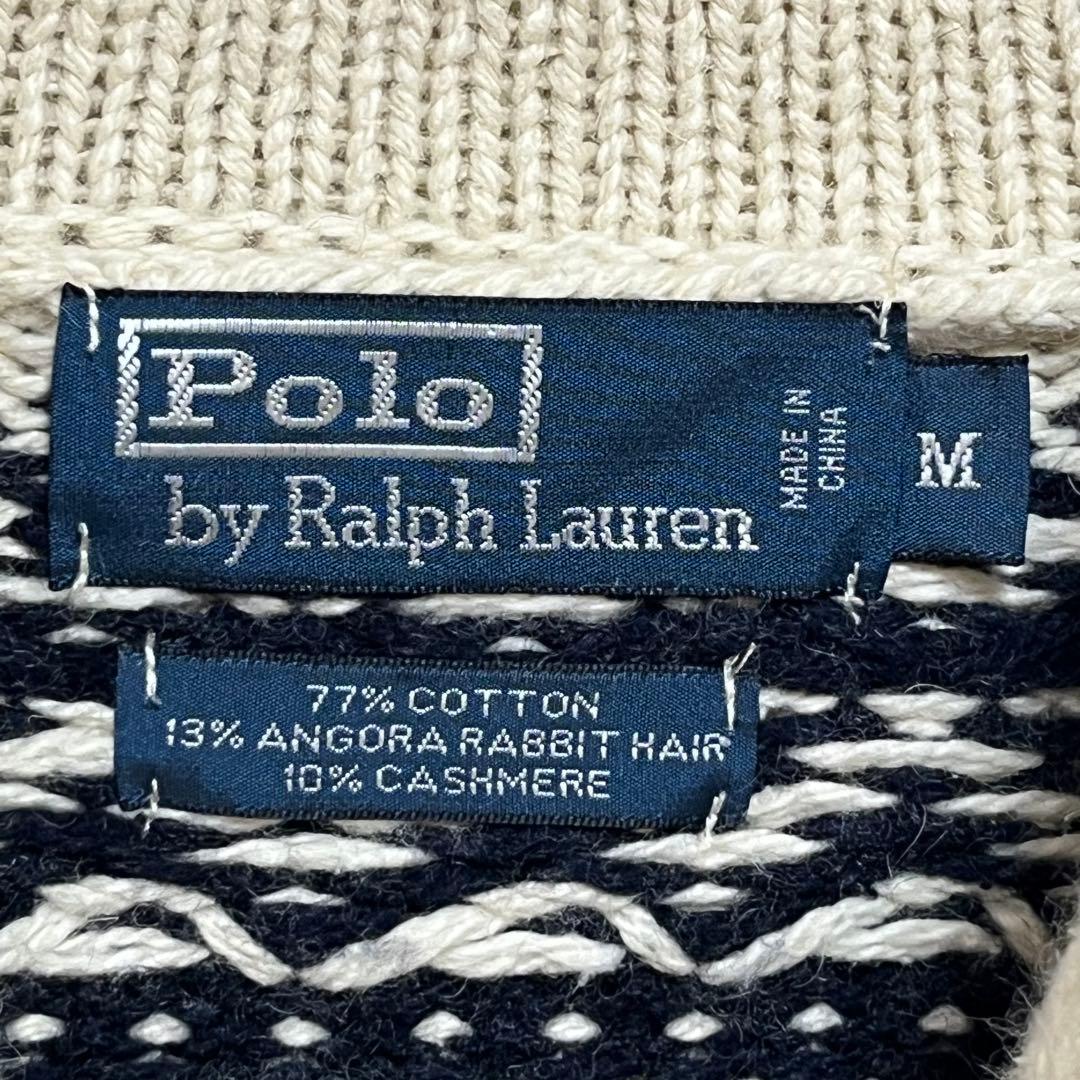 Polo
by Ralph Lauren
MADE IN
CHINA
M
77% COTTON
13% ANGORA RABBIT HAIR
10% CASHMERE